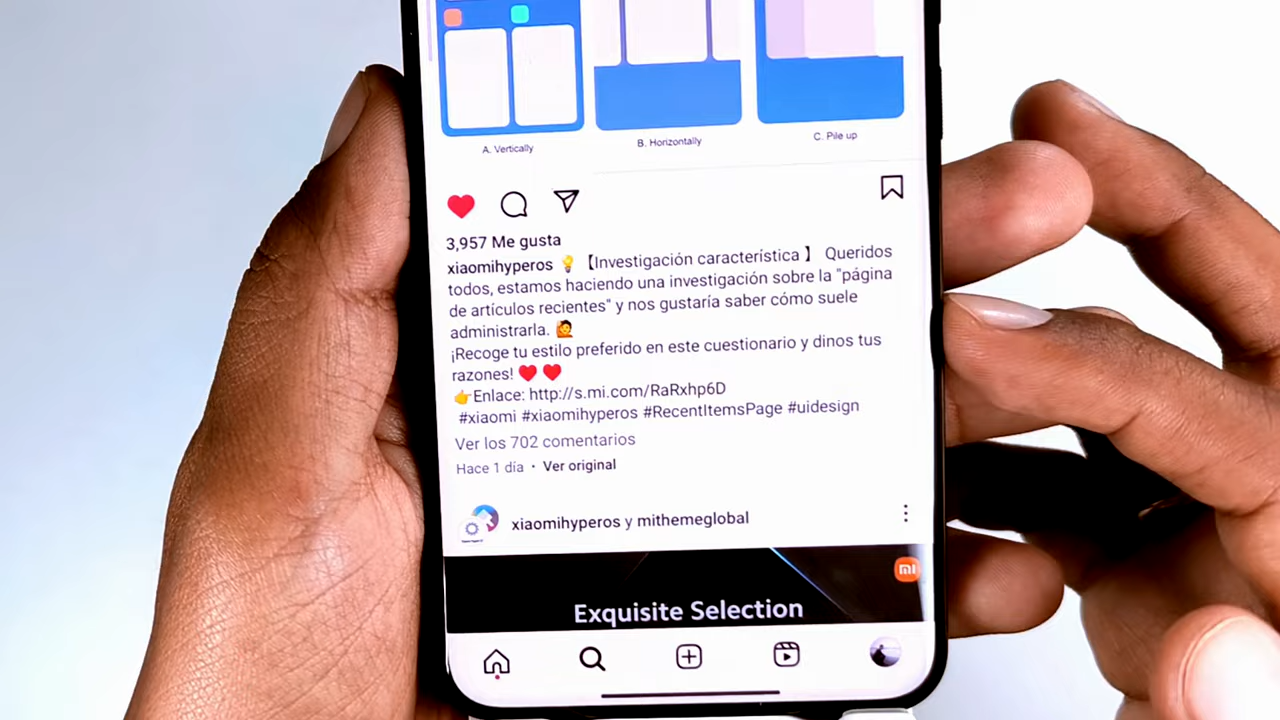 A. Vertically
B. Horizontally
C. Pile up
3,957 Me gusta
xiaomihyperos 💡【Investigación característica】 Queridos
todos, estamos haciendo una investigación sobre la "página
de artículos recientes" y nos gustaría saber cómo suele
administrarla. 🙋
¡Recoge tu estilo preferido en este cuestionario y dinos tus
razones! ❤️ ❤️
👉Enlace: http://s.mi.com/RaRxhp6D
#xiaomi #xiaomihyperos #RecentItemsPage #uidesign
Ver los 702 comentarios
Hace 1 día · Ver original
xiaomihyperos y mithemeglobal
mi
Exquisite Selection